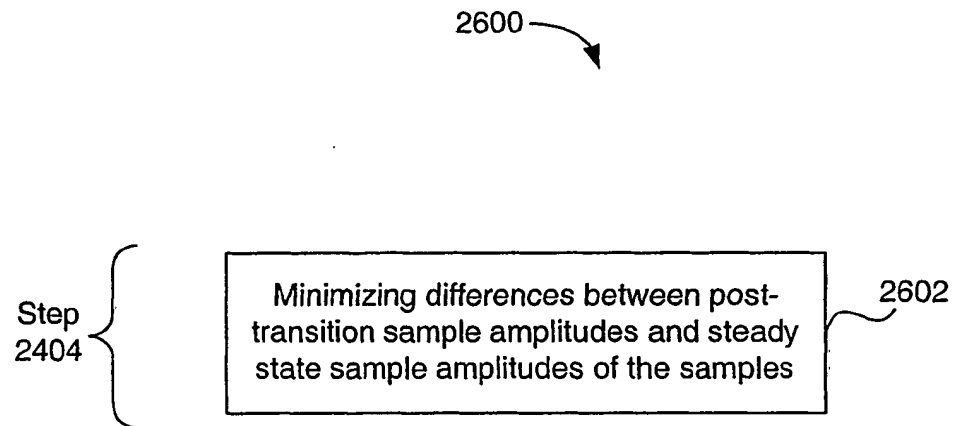 2600
Step
2404
Minimizing differences between post-
transition sample amplitudes and steady
state sample amplitudes of the samples
2602